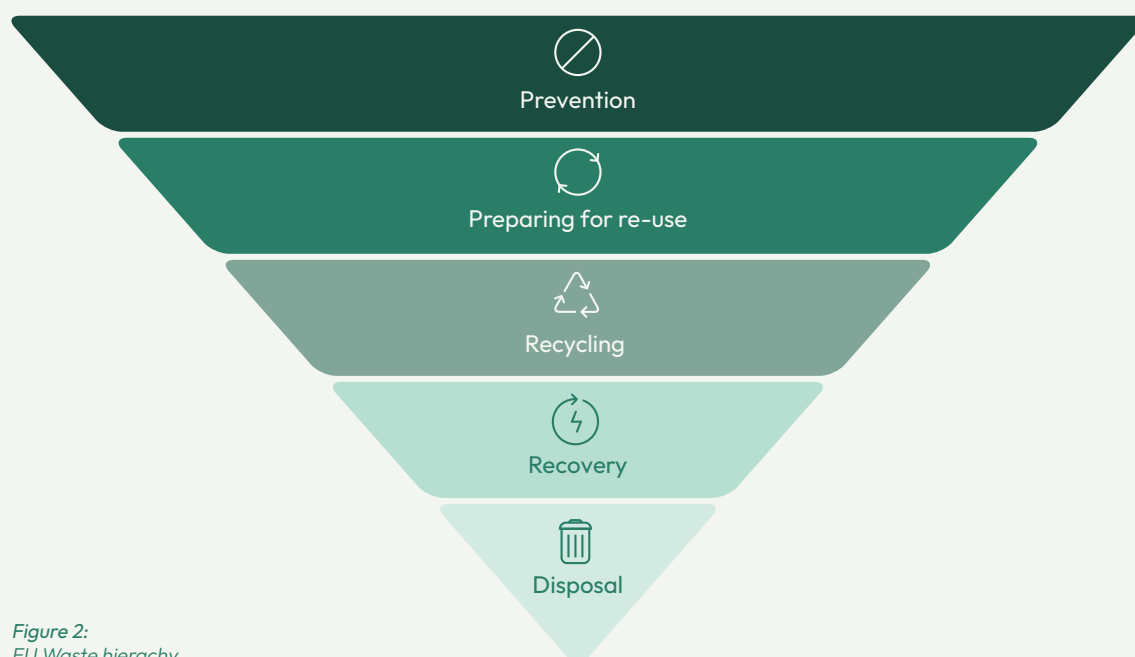 Prevention
Preparing for re-use
Recycling
Recovery
Disposal
Figure 2:
EU Waste hierachy